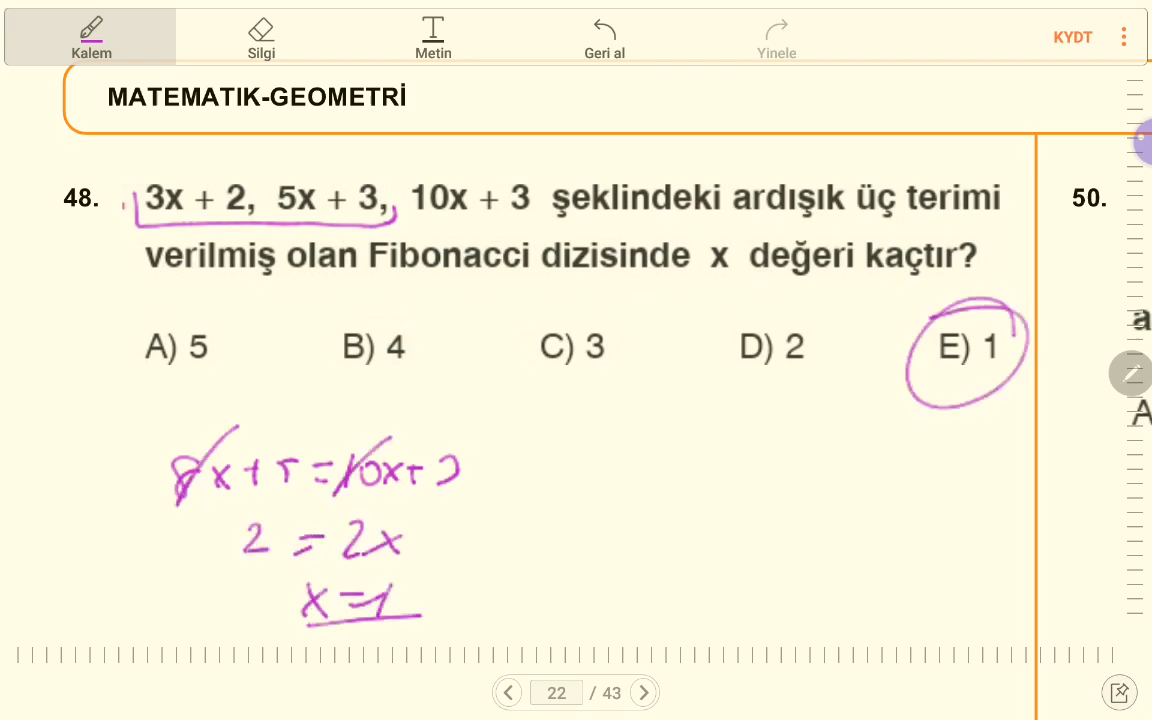 Kalem Silgi Metin Geri al Yinele KYDT
MATEMATIK-GEOMETRİ
48. 3x + 2, 5x + 3, 10x + 3 şeklindeki ardışık üç terimi
verilmiş olan Fibonacci dizisinde x değeri kaçtır?
A) 5 B) 4 C) 3 D) 2 E) 1
8x+5=10x+3
2 = 2x
x=1
50.
a
A
22 / 43